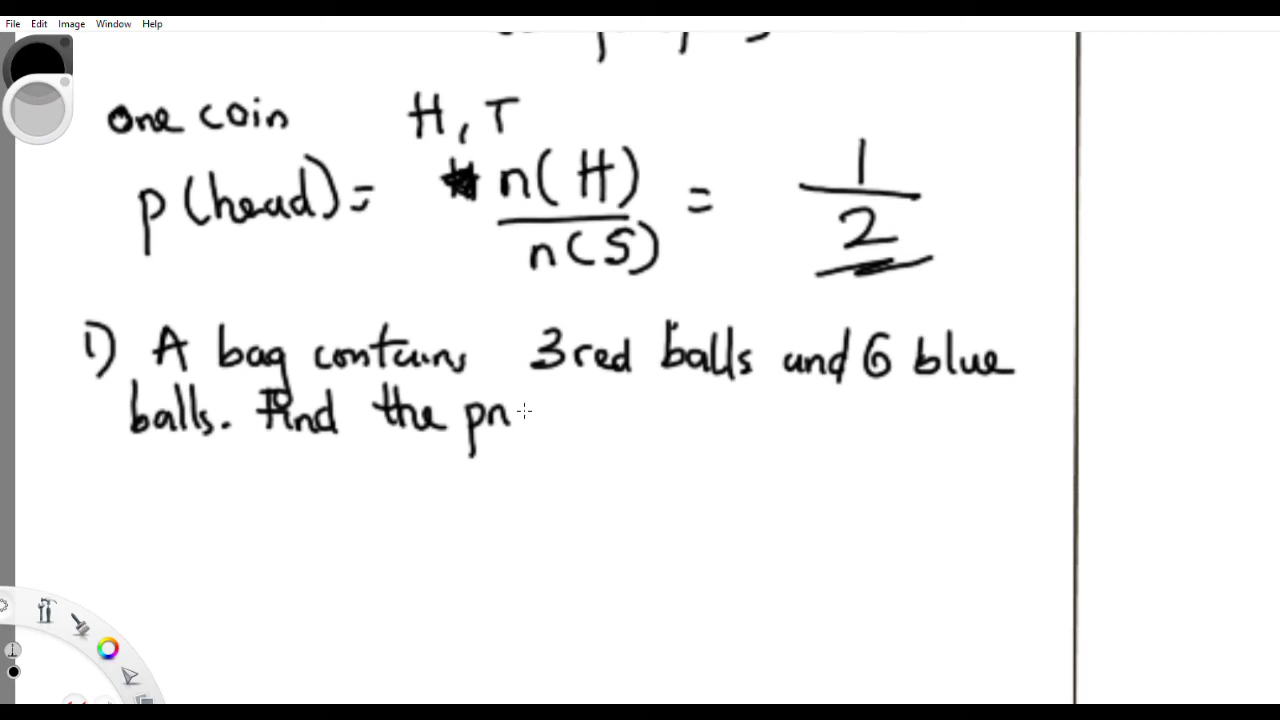 File Edit Image Window Help
one coin H, T
p(head) = n(H)
n(S)
= 1
2
1) A bag contains 3 red balls and 6 blue
balls. Find the